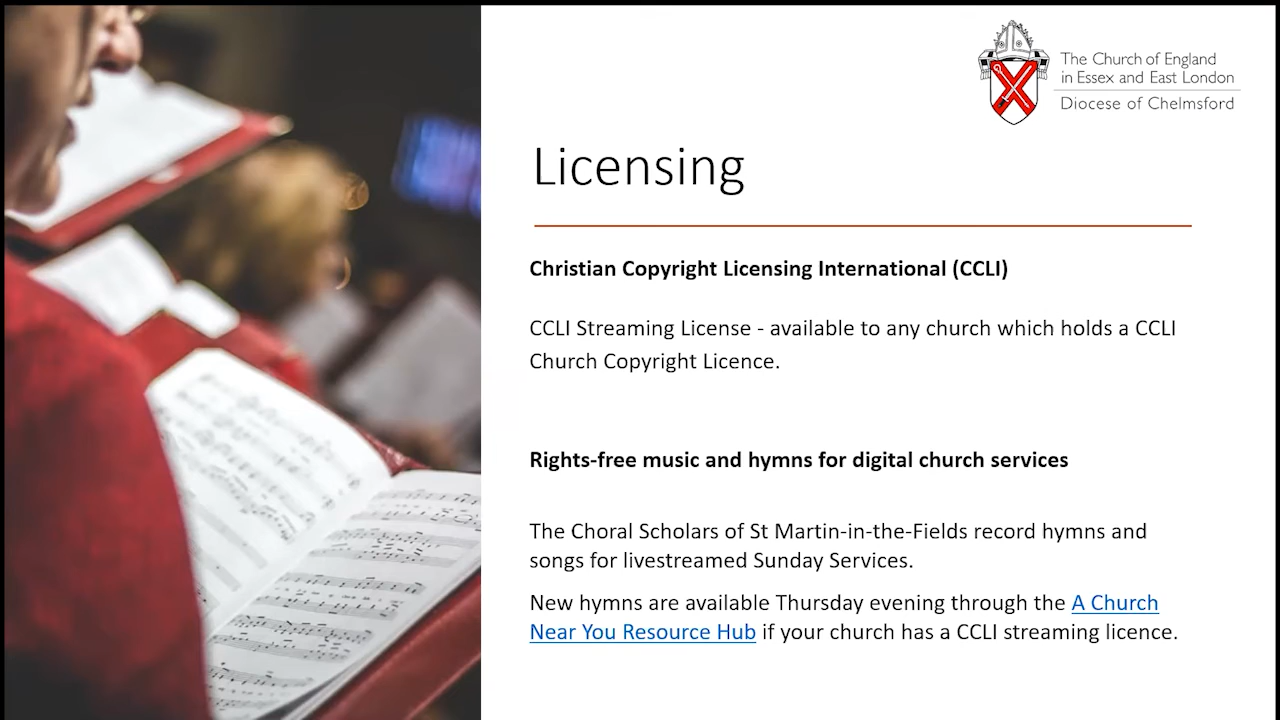 The Church of England
in Essex and East London
Diocese of Chelmsford
Licensing
Christian Copyright Licensing International (CCLI)
CCLI Streaming License - available to any church which holds a CCLI
Church Copyright Licence.
Rights-free music and hymns for digital church services
The Choral Scholars of St Martin-in-the-Fields record hymns and
songs for livestreamed Sunday Services.
New hymns are available Thursday evening through the A Church
Near You Resource Hub if your church has a CCLI streaming licence.